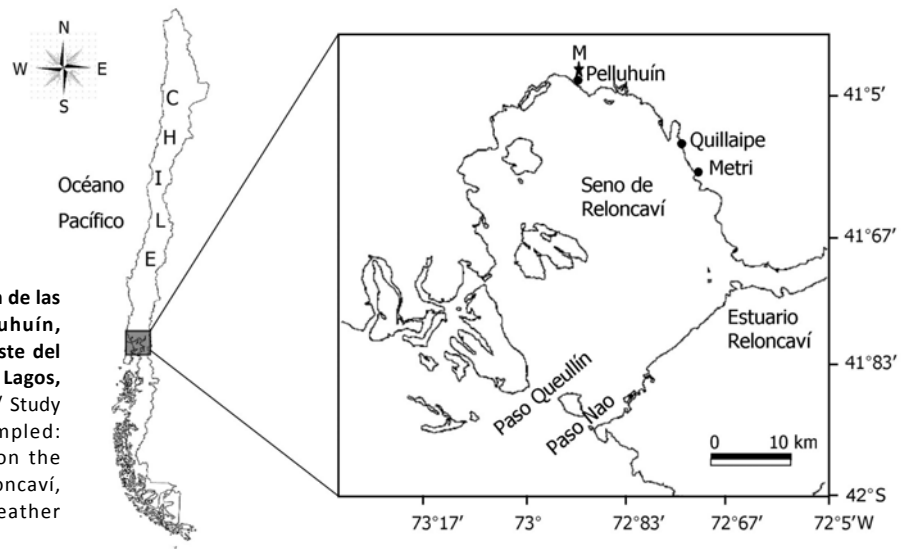 N
W E
S
C
H
I
L
E
Océano
Pacífico
de las
uhuín,
ste del
Lagos,
/ Study
mpled:
on the
oncaví,
eather
M
Pelluhuín
Quillaipe
Metri
Seno de
Reloncaví
Estuario
Reloncaví
Paso Queullín
Paso Nao
0 10 km
41°5′
41°67′
41°83′
42°S
73°17′ 73° 72°83′ 72°67′ 72°5′W